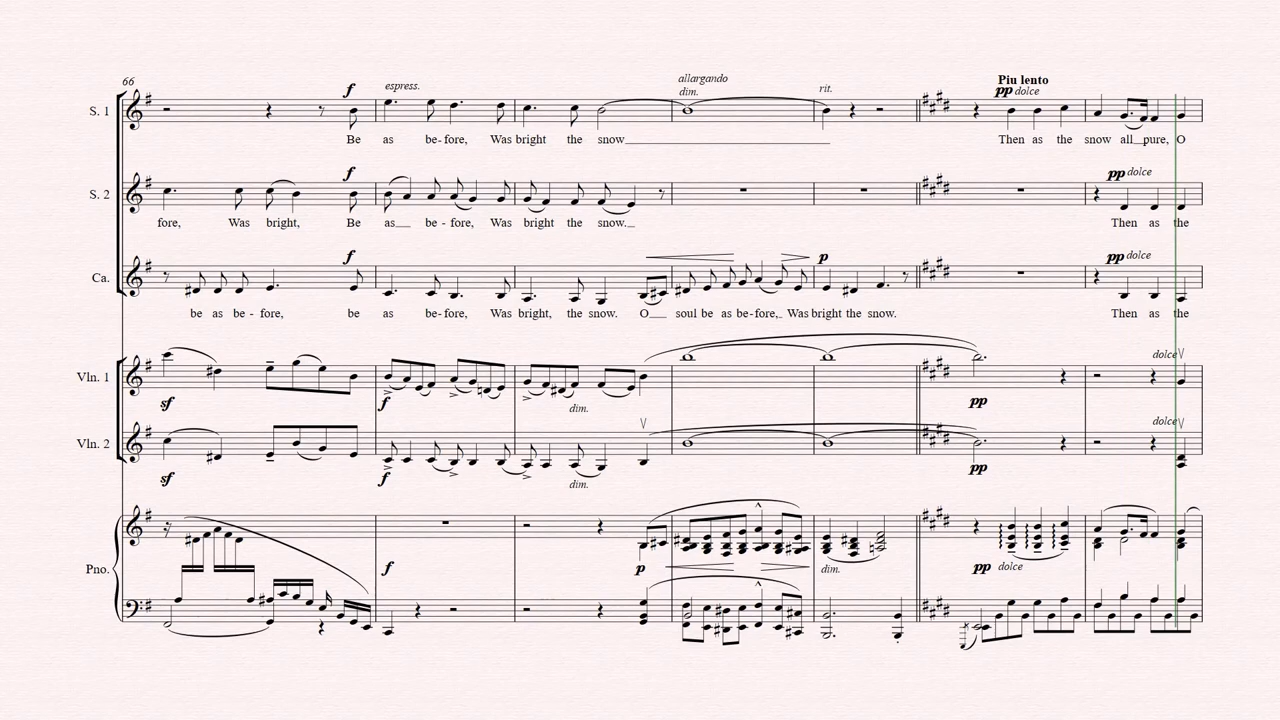 66
allargando
Piu lento
f espress. dim. rit. pp dolce
S. 1
Be as be-fore, Was bright the snow Then as the snow all pure, O
f pp dolce
S. 2
fore, Was bright, Be as be - fore, Was bright the snow. Then as the
f p pp dolce
Ca.
be as be - fore, be as be-fore, Was bright, the snow. O soul be as be-fore, Was bright the snow. Then as the
dolce
Vln. 1
sf f dim. pp
dolce
Vln. 2
sf f dim. pp
Pno.
f p dim. pp dolce